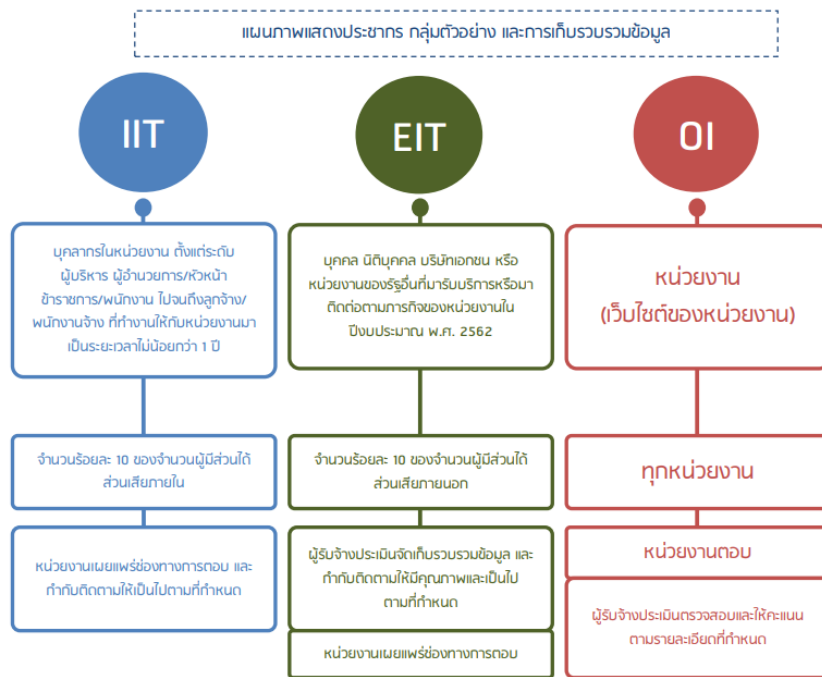 แผนภาพแสดงประชากร กลุ่มตัวอย่าง และการเก็บรวบรวมข้อมูล
IIT
บุคลากรในหน่วยงาน ตั้งแต่ระดับ
ผู้บริหาร ผู้อำนวยการ/หัวหน้า
ข้าราชการ/พนักงาน ไปจนถึงลูกจ้าง/
พนักงานจ้าง ที่ทำงานให้กับหน่วยงานมา
เป็นระยะเวลาไม่น้อยกว่า 1 ปี
จำนวนร้อยละ 10 ของจำนวนผู้มีส่วนได้
ส่วนเสียภายใน
หน่วยงานเผยแพร่ช่องทางการตอบ และ
กำกับติดตามให้เป็นไปตามที่กำหนด
EIT
บุคคล นิติบุคคล บริษัทเอกชน หรือ
หน่วยงานของรัฐอื่นที่มารับบริการหรือมา
ติดต่อตามภารกิจของหน่วยงานใน
ปีงบประมาณ พ.ศ. 2562
จำนวนร้อยละ 10 ของจำนวนผู้มีส่วนได้
ส่วนเสียภายนอก
ผู้รับจ้างประเมินจัดเก็บรวบรวมข้อมูล และ
กำกับติดตามให้มีคุณภาพและเป็นไป
ตามที่กำหนด
หน่วยงานเผยแพร่ช่องทางการตอบ
OI
หน่วยงาน
(เว็บไซต์ของหน่วยงาน)
ทุกหน่วยงาน
หน่วยงานตอบ
ผู้รับจ้างประเมินตรวจสอบและให้คะแนน
ตามรายละเอียดที่กำหนด